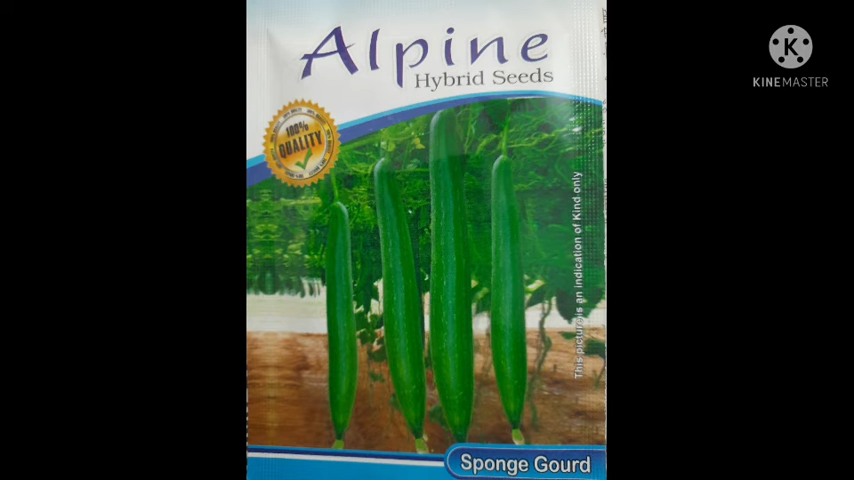 Alpine
Hybrid Seeds
100%
QUALITY
This picture is an indication of Kind only
Sponge Gourd
K
KINEMASTER